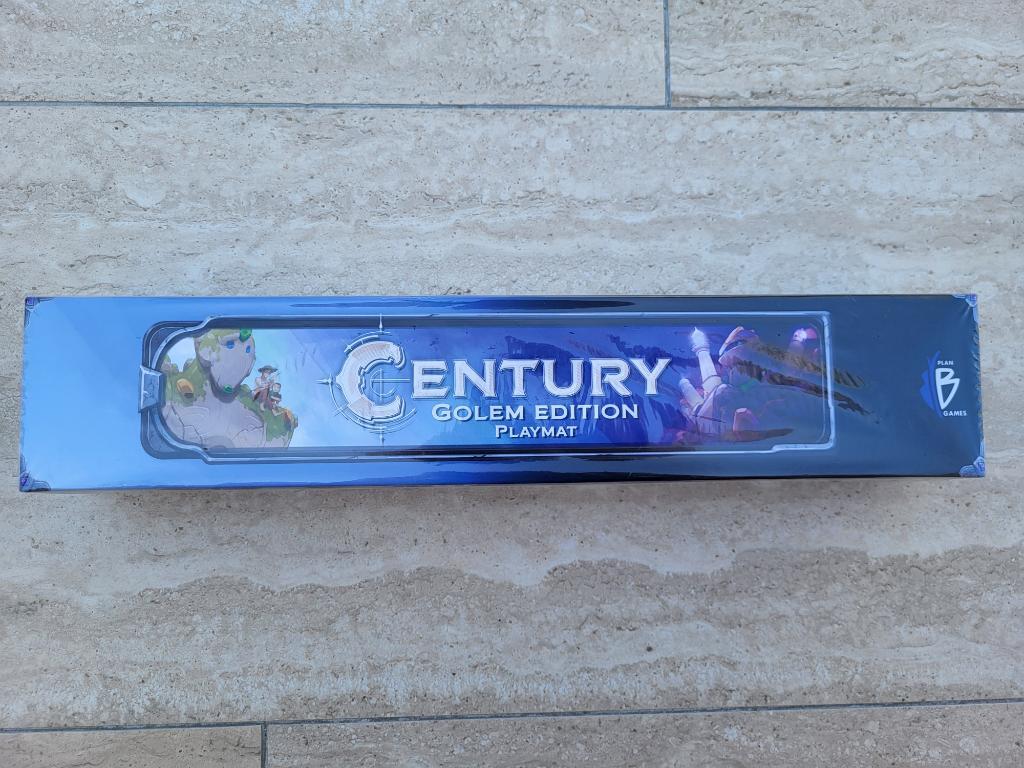 CENTURY
GOLEM EDITION
PLAYMAT
PLAN
B
GAMES